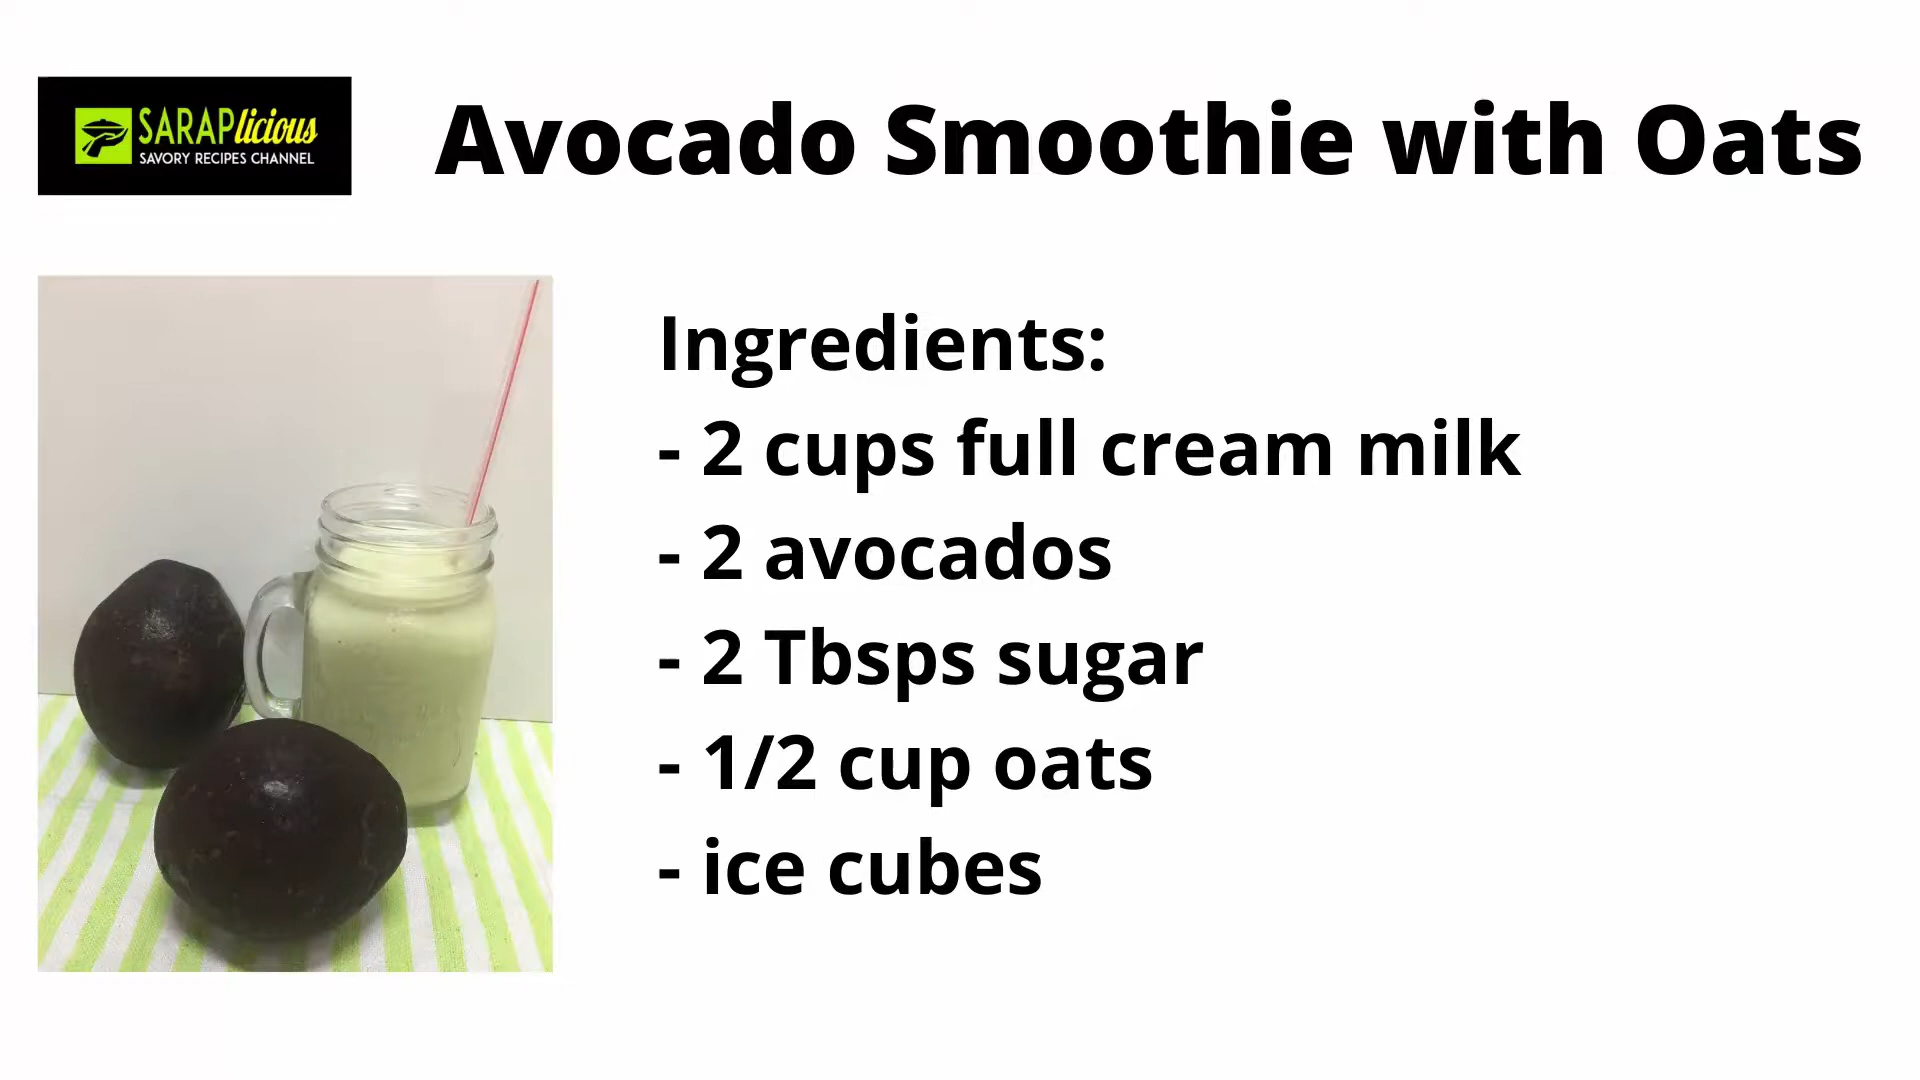 SARAPlicious
SAVORY RECIPES CHANNEL
Avocado Smoothie with Oats
Ingredients:
- 2 cups full cream milk
- 2 avocados
- 2 Tbsps sugar
- 1/2 cup oats
- ice cubes